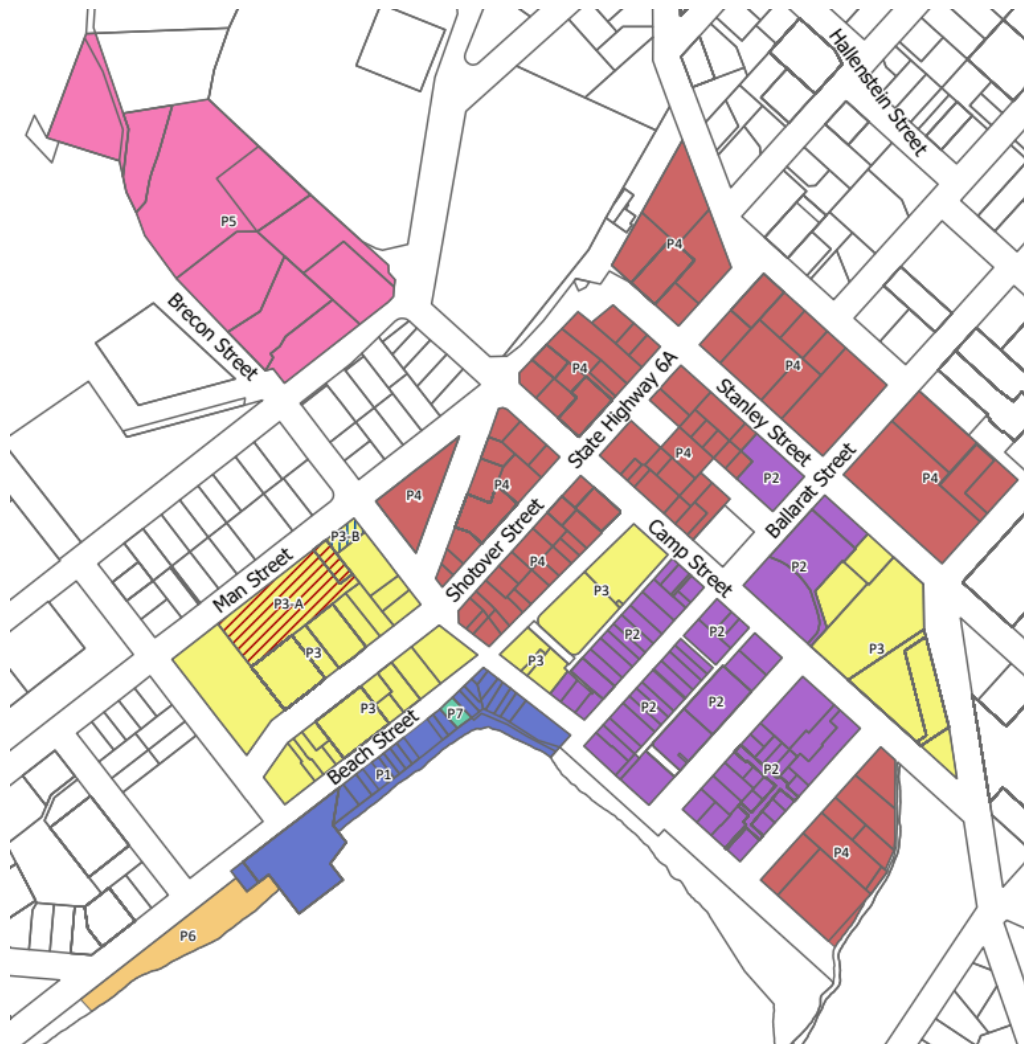 Hallenstein Street
P5
P4
Brecon Street
P4
P4
State Highway 6A
Stanley Street
P4
P2
Ballarat Street
P4
P4
P4
Shotover Street
P4
Camp Street
P3-B
Man Street
P3-A
P3
P2
P3
P2
P2
P3
P3
P3
P2
P2
P7
Beach Street
P1
P2
P4
P6